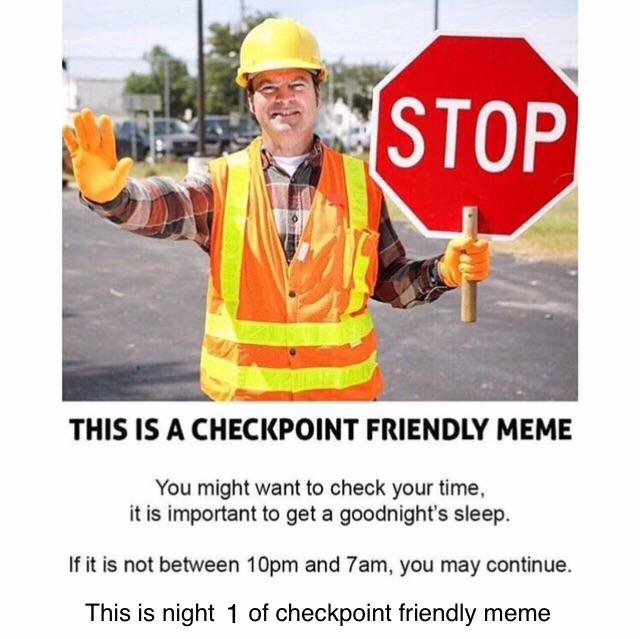 STOP
THIS IS A CHECKPOINT FRIENDLY MEME
You might want to check your time,
it is important to get a goodnight's sleep.
If it is not between 10pm and 7am, you may continue.
This is night 1 of checkpoint friendly meme